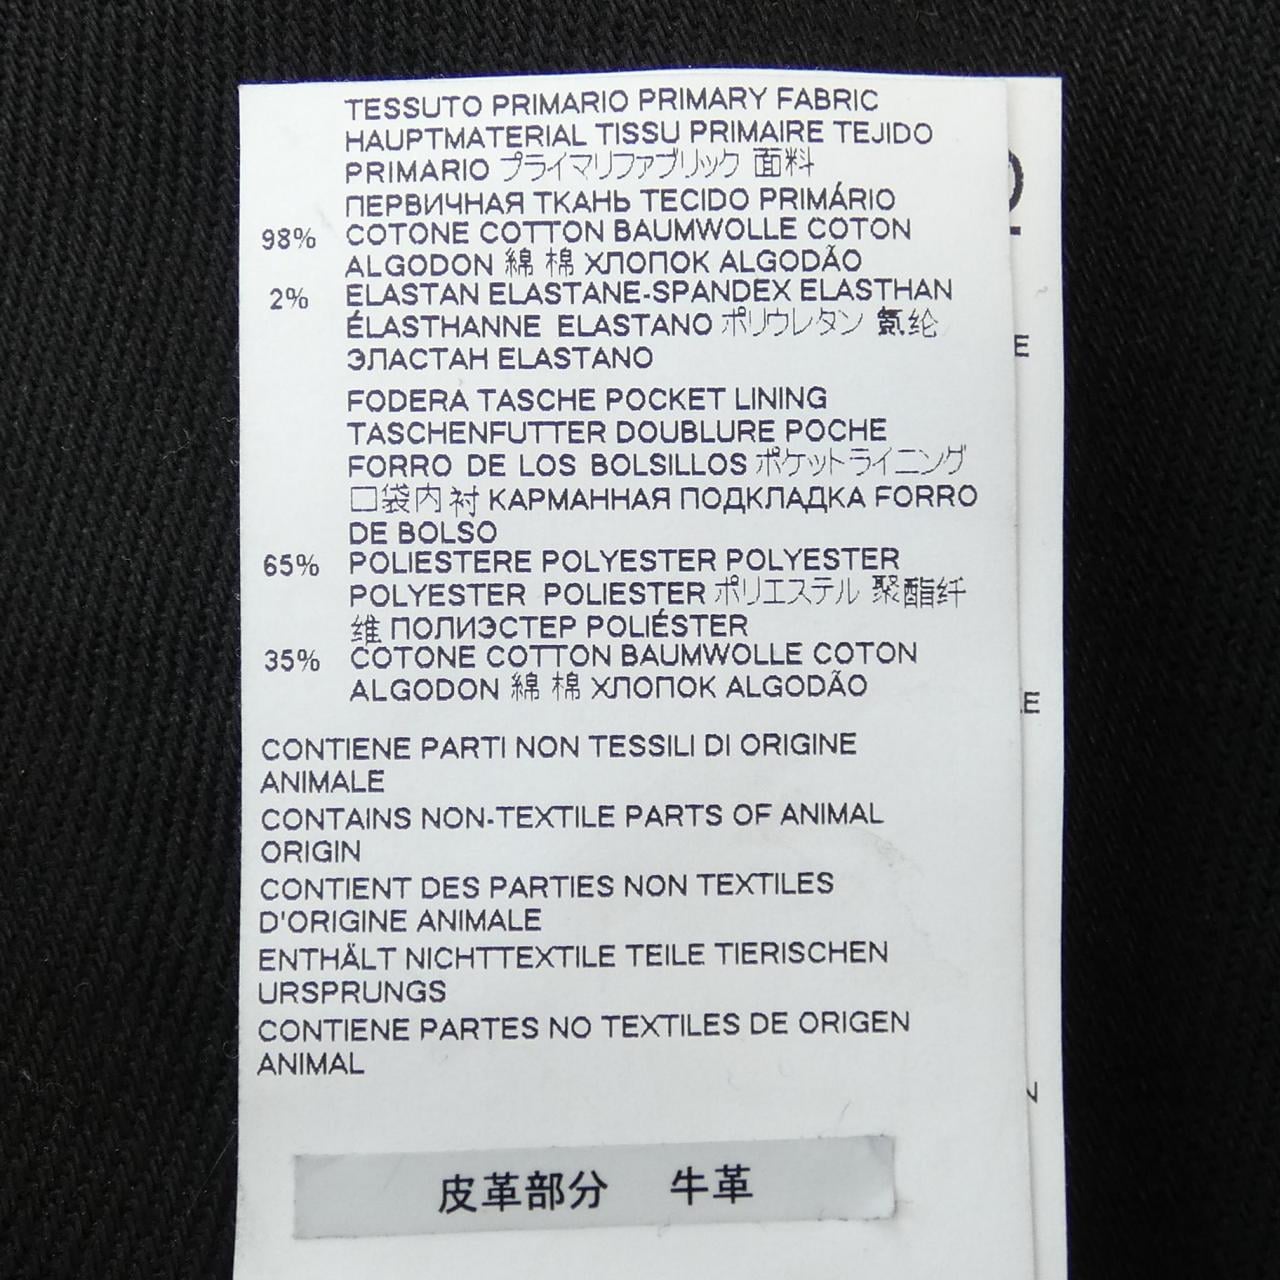 TESSUTO PRIMARIO PRIMARY FABRIC
HAUPTMATERIAL TISSU PRIMAIRE TEJIDO
PRIMARIO プライマリファブリック 面料
ПЕРВИЧНАЯ ТКАНЬ TECIDO PRIMÁRIO
98% COTONE COTTON BAUMWOLLE COTON
ALGODON 綿 棉 ХЛОПОК ALGODÃO
2% ELASTAN ELASTANE-SPANDEX ELASTHAN
ÉLASTHANNE ELASTANO ポリウレタン 氨纶
ЭЛАСТАН ELASTANO
FODERA TASCHE POCKET LINING
TASCHENFUTTER DOUBLURE POCHE
FORRO DE LOS BOLSILLOS ポケットライニング
口袋内衬 КАРМАННАЯ ПОДКЛАДКА FORRO
DE BOLSO
65% POLIESTERE POLYESTER POLYESTER
POLYESTER POLIESTER ポリエステル 聚酯纤
维 ПОЛИЭСТЕР POLIÉSTER
35% COTONE COTTON BAUMWOLLE COTON
ALGODON 綿 棉 ХЛОПОК ALGODÃO
CONTIENE PARTI NON TESSILI DI ORIGINE
ANIMALE
CONTAINS NON-TEXTILE PARTS OF ANIMAL
ORIGIN
CONTIENT DES PARTIES NON TEXTILES
D'ORIGINE ANIMALE
ENTHÄLT NICHTTEXTILE TEILE TIERISCHEN
URSPRUNGS
CONTIENE PARTES NO TEXTILES DE ORIGEN
ANIMAL
皮革部分 牛革